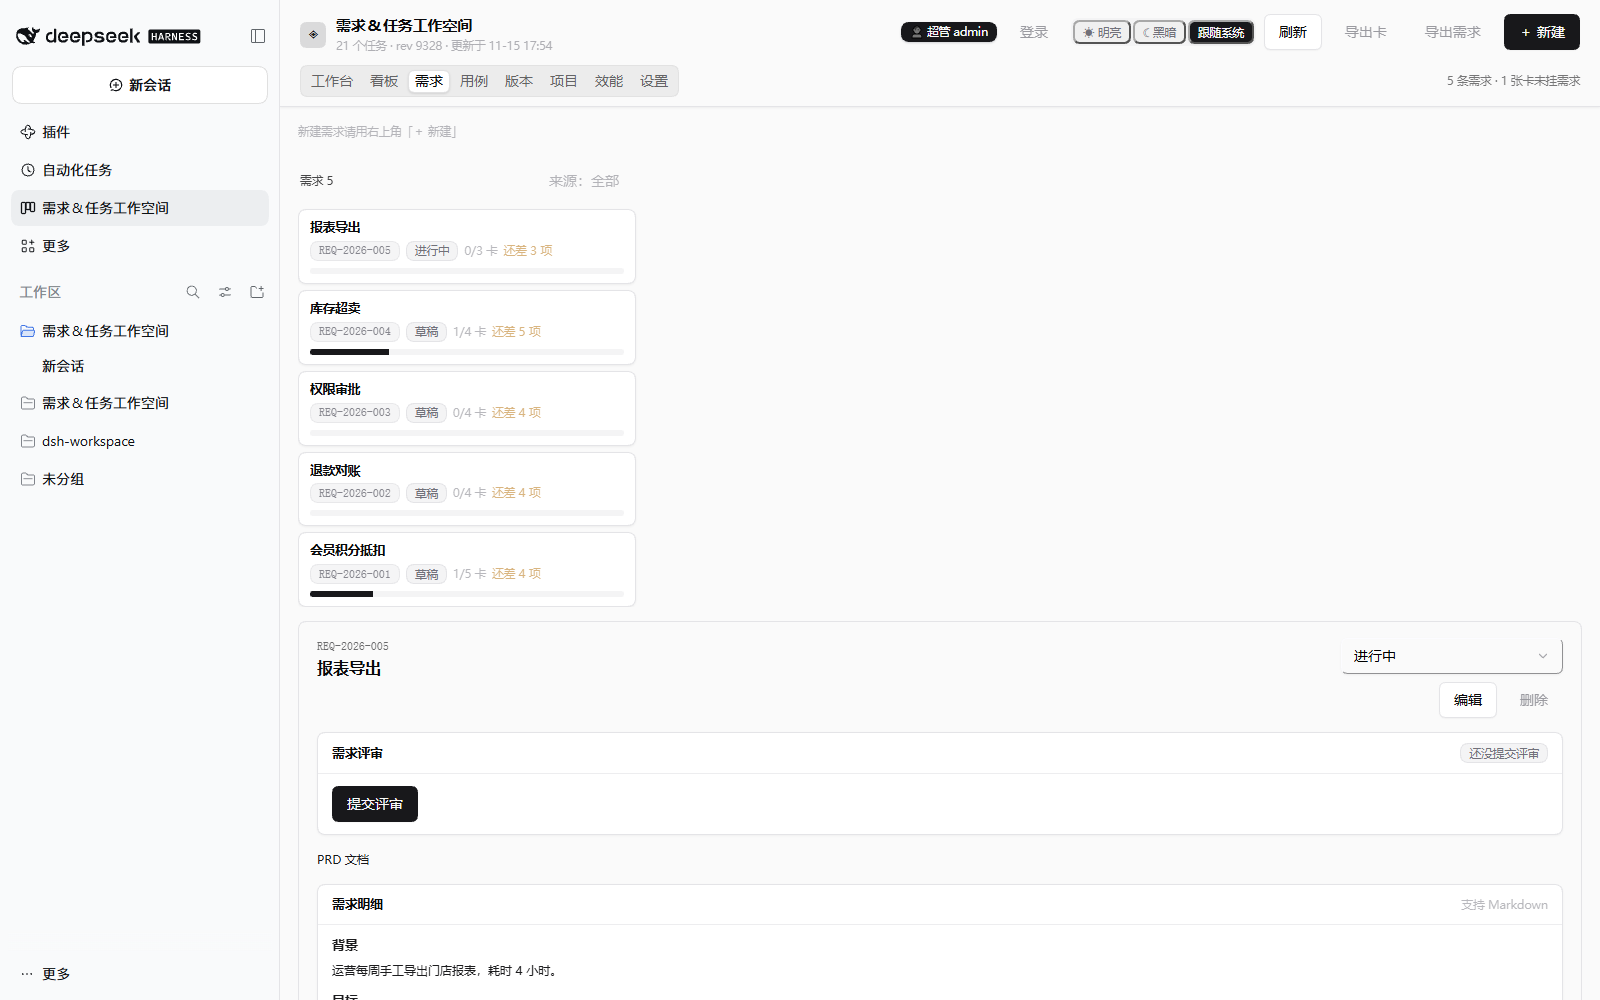 deepseek HARNESS
新会话
插件
自动化任务
需求&任务工作空间
更多
工作区
需求&任务工作空间
新会话
需求&任务工作空间
dsh-workspace
未分组
更多
需求&任务工作空间
21 个任务 · rev 9328 · 更新于 11-15 17:54
超管 admin
登录
明亮
黑暗
跟随系统
刷新
导出卡
导出需求
+ 新建
工作台 看板 需求 用例 版本 项目 效能 设置
5 条需求 · 1 张卡未挂需求
新建需求请用右上角「+ 新建」
需求 5
来源：全部
报表导出
REQ-2026-005 进行中 0/3 卡 还差 3 项
库存超卖
REQ-2026-004 草稿 1/4 卡 还差 5 项
权限审批
REQ-2026-003 草稿 0/4 卡 还差 4 项
退款对账
REQ-2026-002 草稿 0/4 卡 还差 4 项
会员积分抵扣
REQ-2026-001 草稿 1/5 卡 还差 4 项
REQ-2026-005
报表导出
进行中
编辑
删除
需求评审
还没提交评审
提交评审
PRD 文档
需求明细
支持 Markdown
背景
运营每周手工导出门店报表，耗时 4 小时。
目标